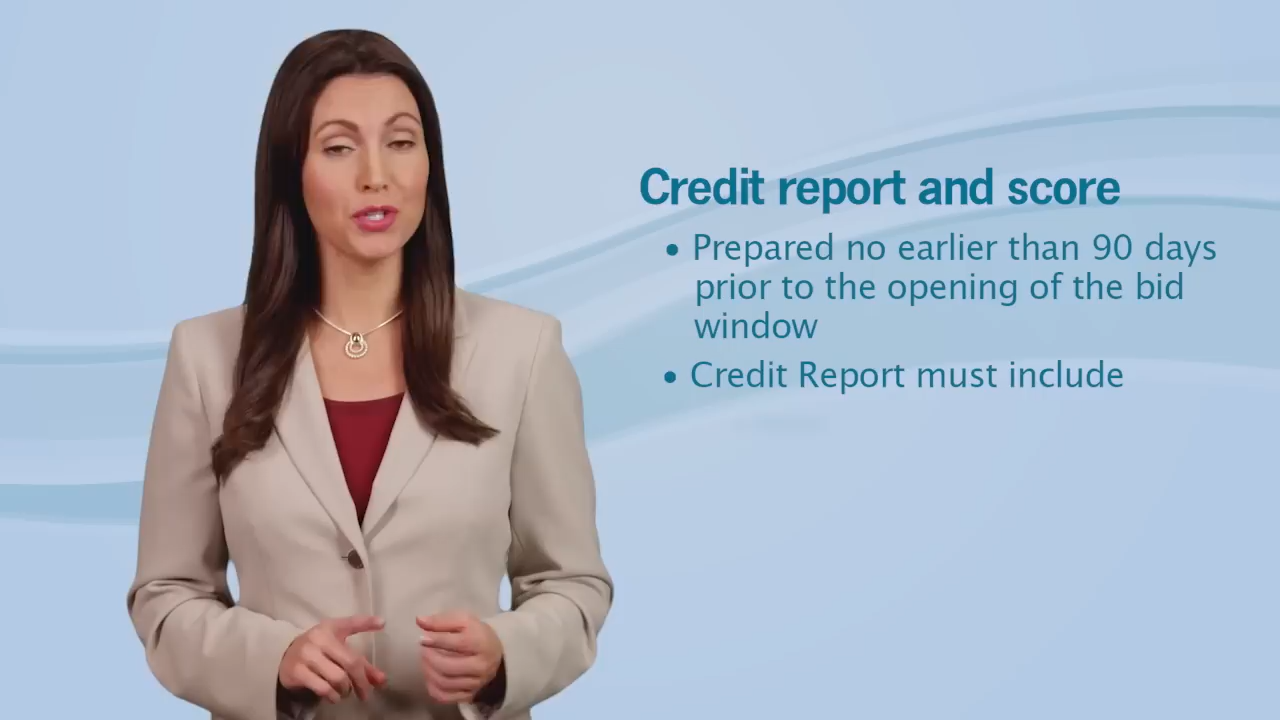 Credit report and score
• Prepared no earlier than 90 days
prior to the opening of the bid
window
• Credit Report must include